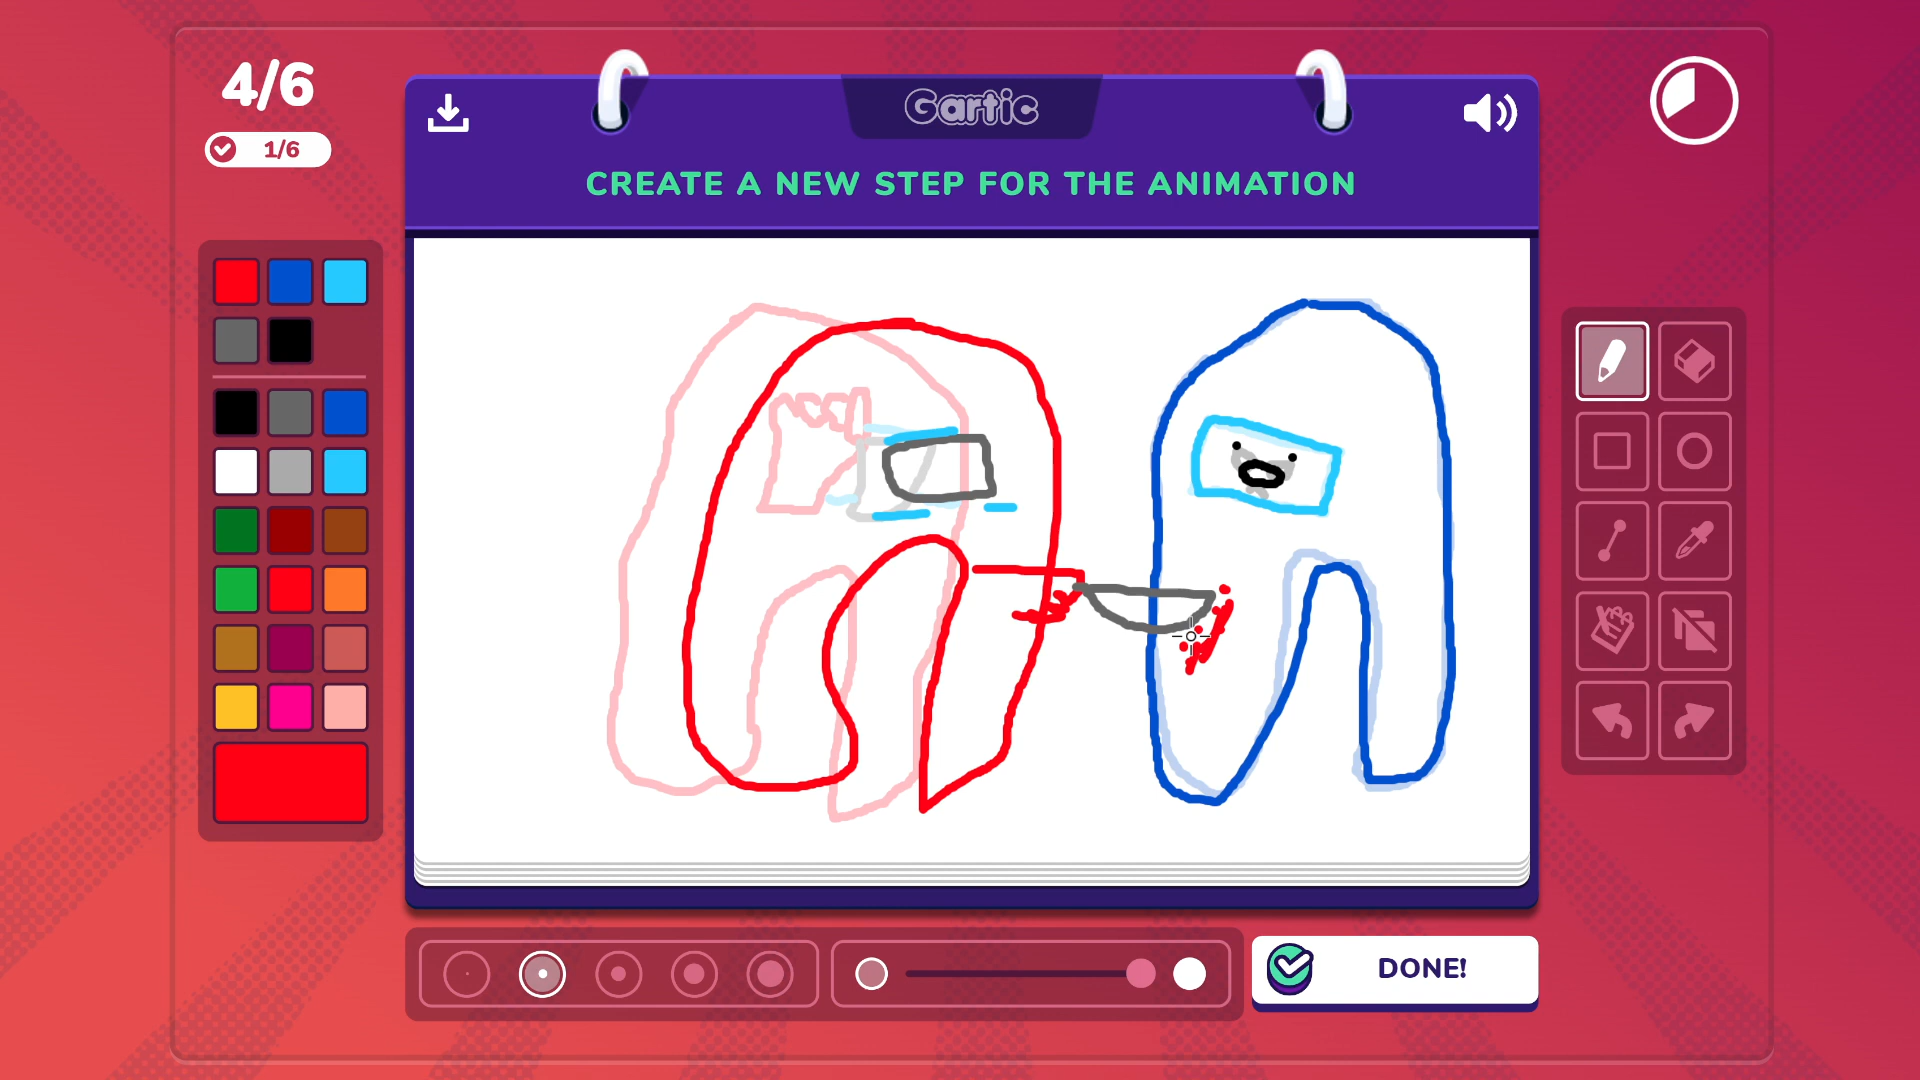 4/6
1/6
Gartic
CREATE A NEW STEP FOR THE ANIMATION
DONE!